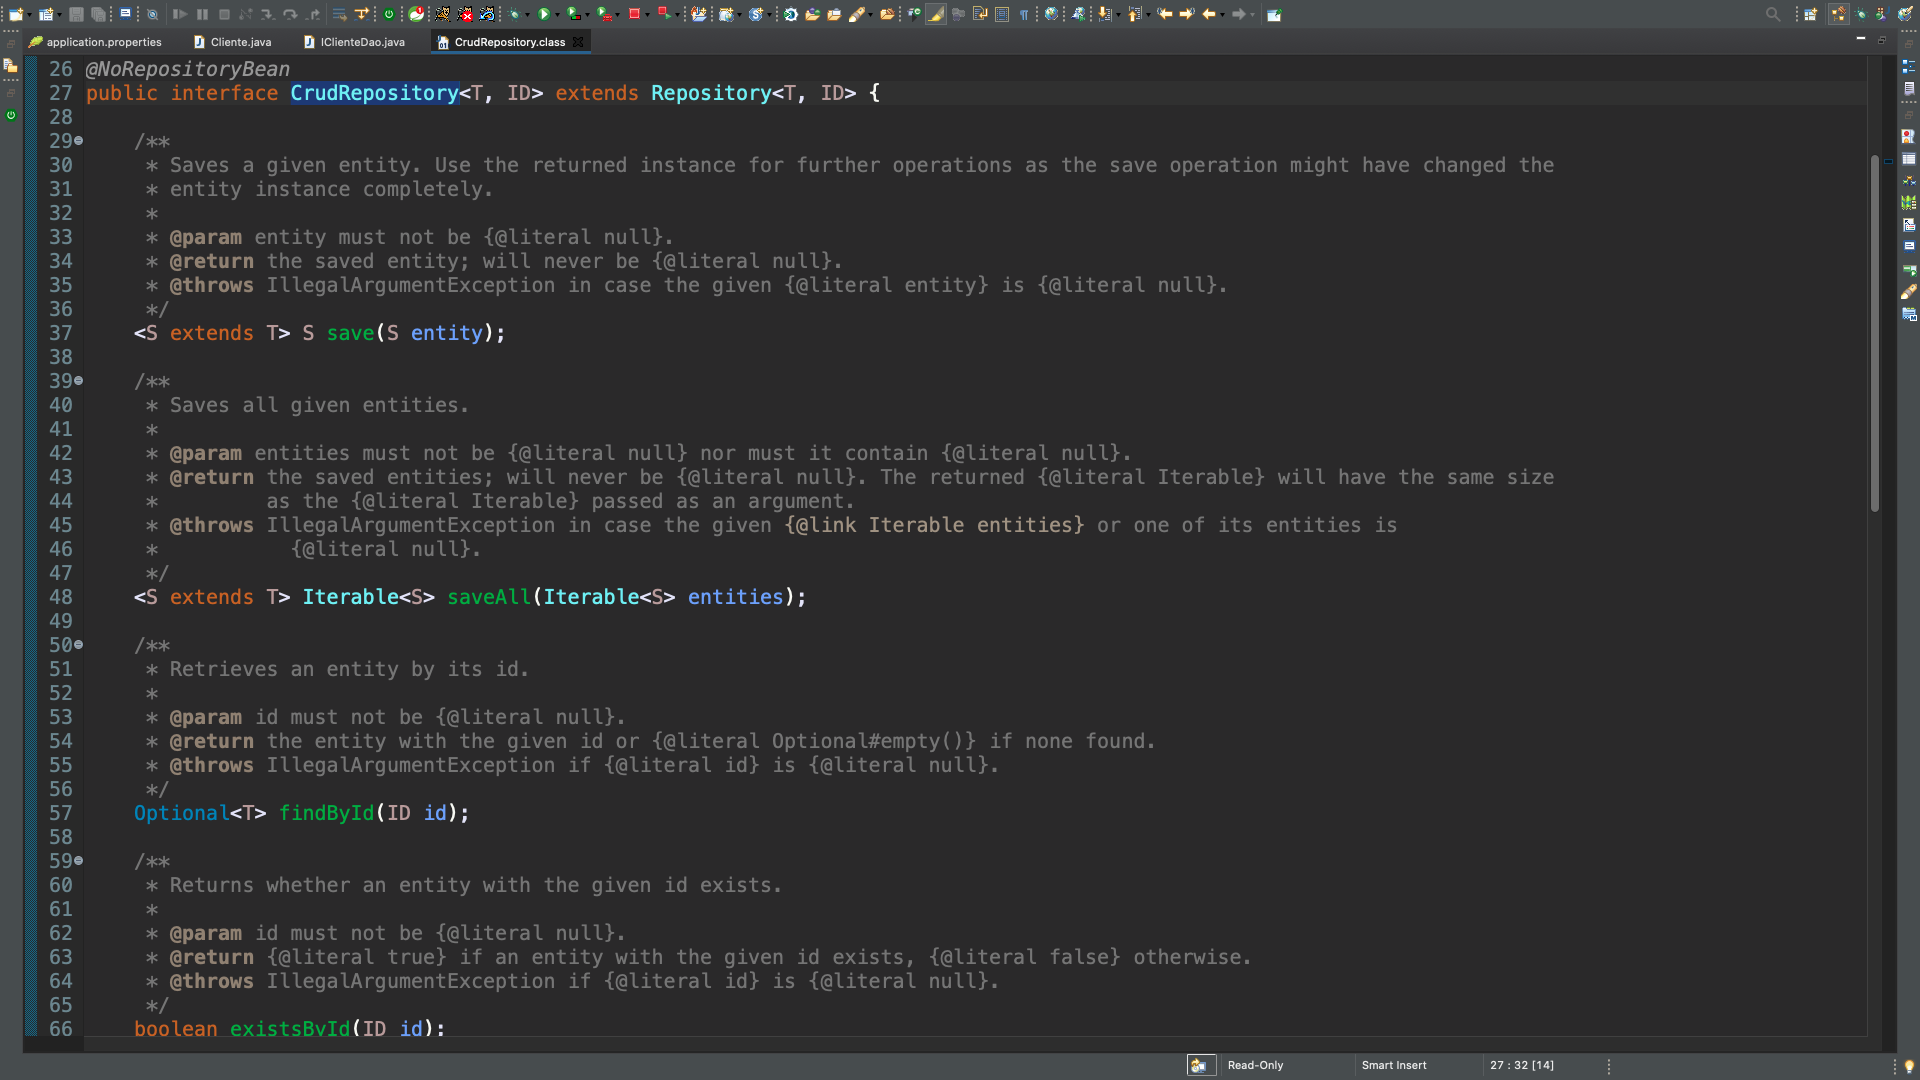 application.properties
Cliente.java
IClienteDao.java
CrudRepository.class
26 @NoRepositoryBean
27 public interface CrudRepository<T, ID> extends Repository<T, ID> {
28
29 /**
30 * Saves a given entity. Use the returned instance for further operations as the save operation might have changed the
31 * entity instance completely.
32 *
33 * @param entity must not be {@literal null}.
34 * @return the saved entity; will never be {@literal null}.
35 * @throws IllegalArgumentException in case the given {@literal entity} is {@literal null}.
36 */
37 <S extends T> S save(S entity);
38
39 /**
40 * Saves all given entities.
41 *
42 * @param entities must not be {@literal null} nor must it contain {@literal null}.
43 * @return the saved entities; will never be {@literal null}. The returned {@literal Iterable} will have the same size
44 * as the {@literal Iterable} passed as an argument.
45 * @throws IllegalArgumentException in case the given {@link Iterable entities} or one of its entities is
46 * {@literal null}.
47 */
48 <S extends T> Iterable<S> saveAll(Iterable<S> entities);
49
50 /**
51 * Retrieves an entity by its id.
52 *
53 * @param id must not be {@literal null}.
54 * @return the entity with the given id or {@literal Optional#empty()} if none found.
55 * @throws IllegalArgumentException if {@literal id} is {@literal null}.
56 */
57 Optional<T> findById(ID id);
58
59 /**
60 * Returns whether an entity with the given id exists.
61 *
62 * @param id must not be {@literal null}.
63 * @return {@literal true} if an entity with the given id exists, {@literal false} otherwise.
64 * @throws IllegalArgumentException if {@literal id} is {@literal null}.
65 */
66 boolean existsById(ID id);
Read-Only
Smart Insert
27 : 32 [14]